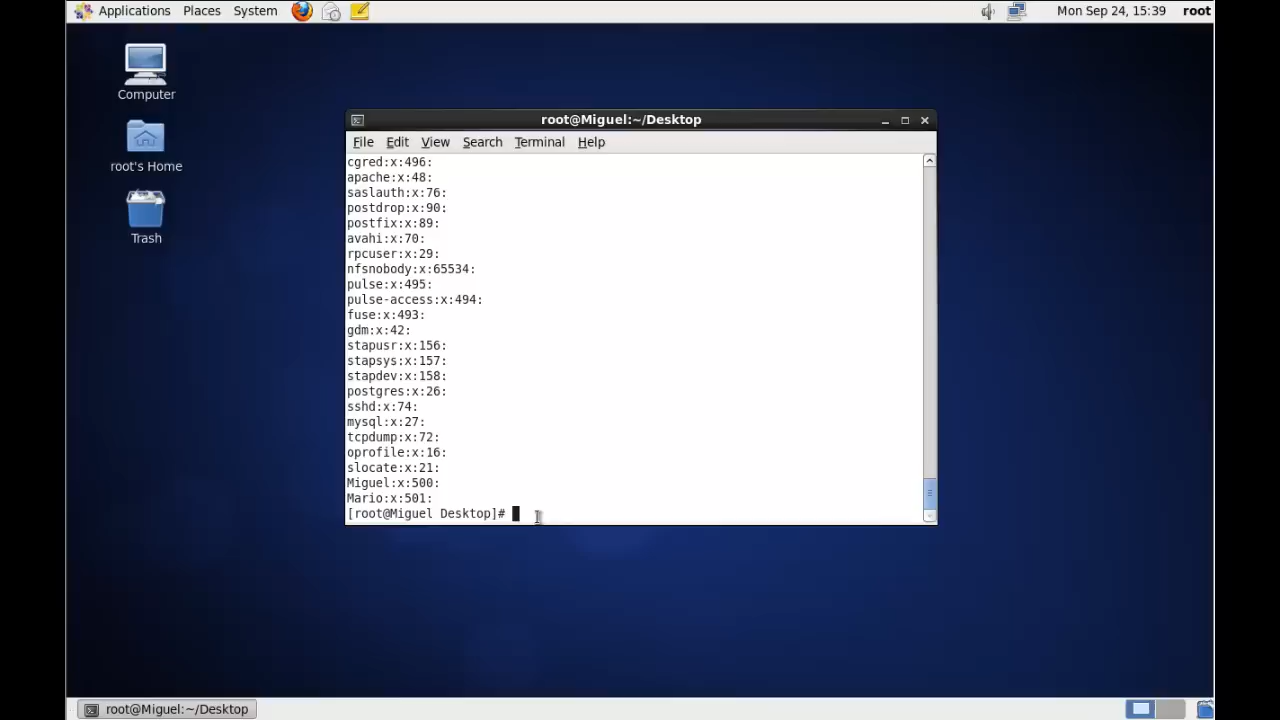 Applications Places System Mon Sep 24, 15:39 root
Computer
root's Home
Trash
root@Miguel:~/Desktop
File Edit View Search Terminal Help
cgred:x:496:
apache:x:48:
saslauth:x:76:
postdrop:x:90:
postfix:x:89:
avahi:x:70:
rpcuser:x:29:
nfsnobody:x:65534:
pulse:x:495:
pulse-access:x:494:
fuse:x:493:
gdm:x:42:
stapusr:x:156:
stapsys:x:157:
stapdev:x:158:
postgres:x:26:
sshd:x:74:
mysql:x:27:
tcpdump:x:72:
oprofile:x:16:
slocate:x:21:
Miguel:x:500:
Mario:x:501:
[root@Miguel Desktop]#
root@Miguel:~/Desktop